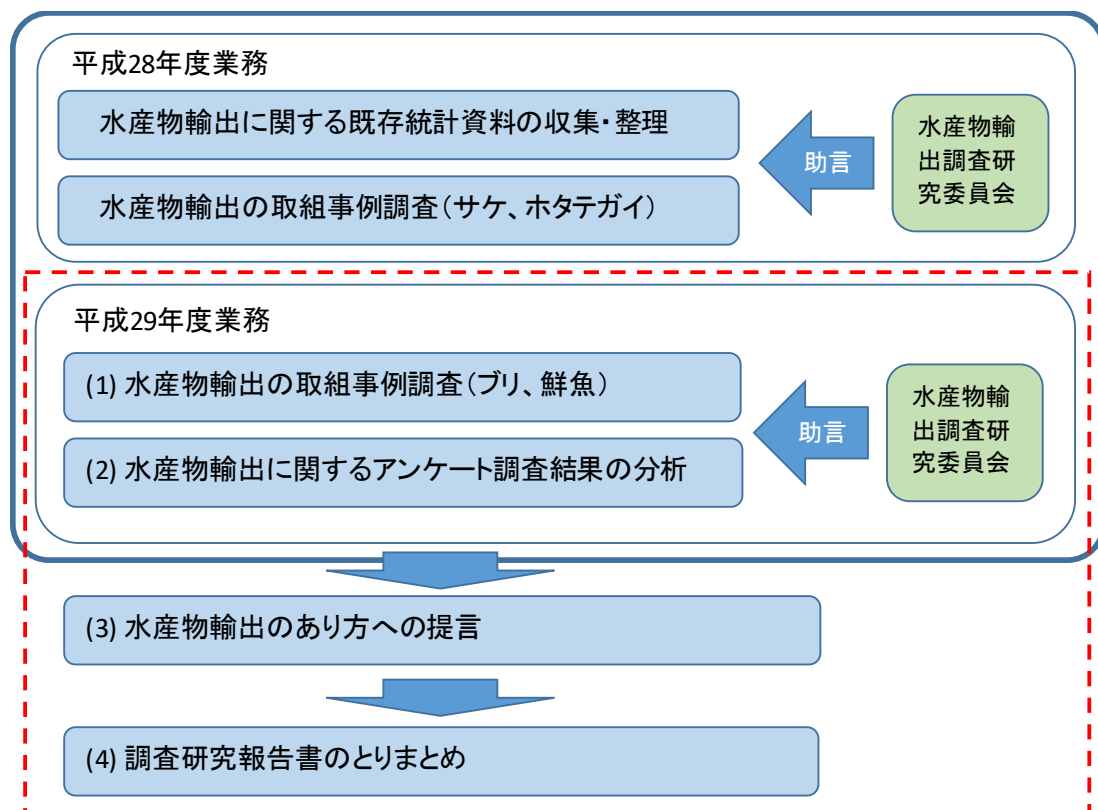 平成28年度業務
水産物輸出に関する既存統計資料の収集・整理
水産物輸出の取組事例調査（サケ、ホタテガイ）
助言
水産物輸
出調査研
究委員会
平成29年度業務
(1) 水産物輸出の取組事例調査（ブリ、鮮魚）
(2) 水産物輸出に関するアンケート調査結果の分析
助言
水産物輸
出調査研
究委員会
(3) 水産物輸出のあり方への提言
(4) 調査研究報告書のとりまとめ